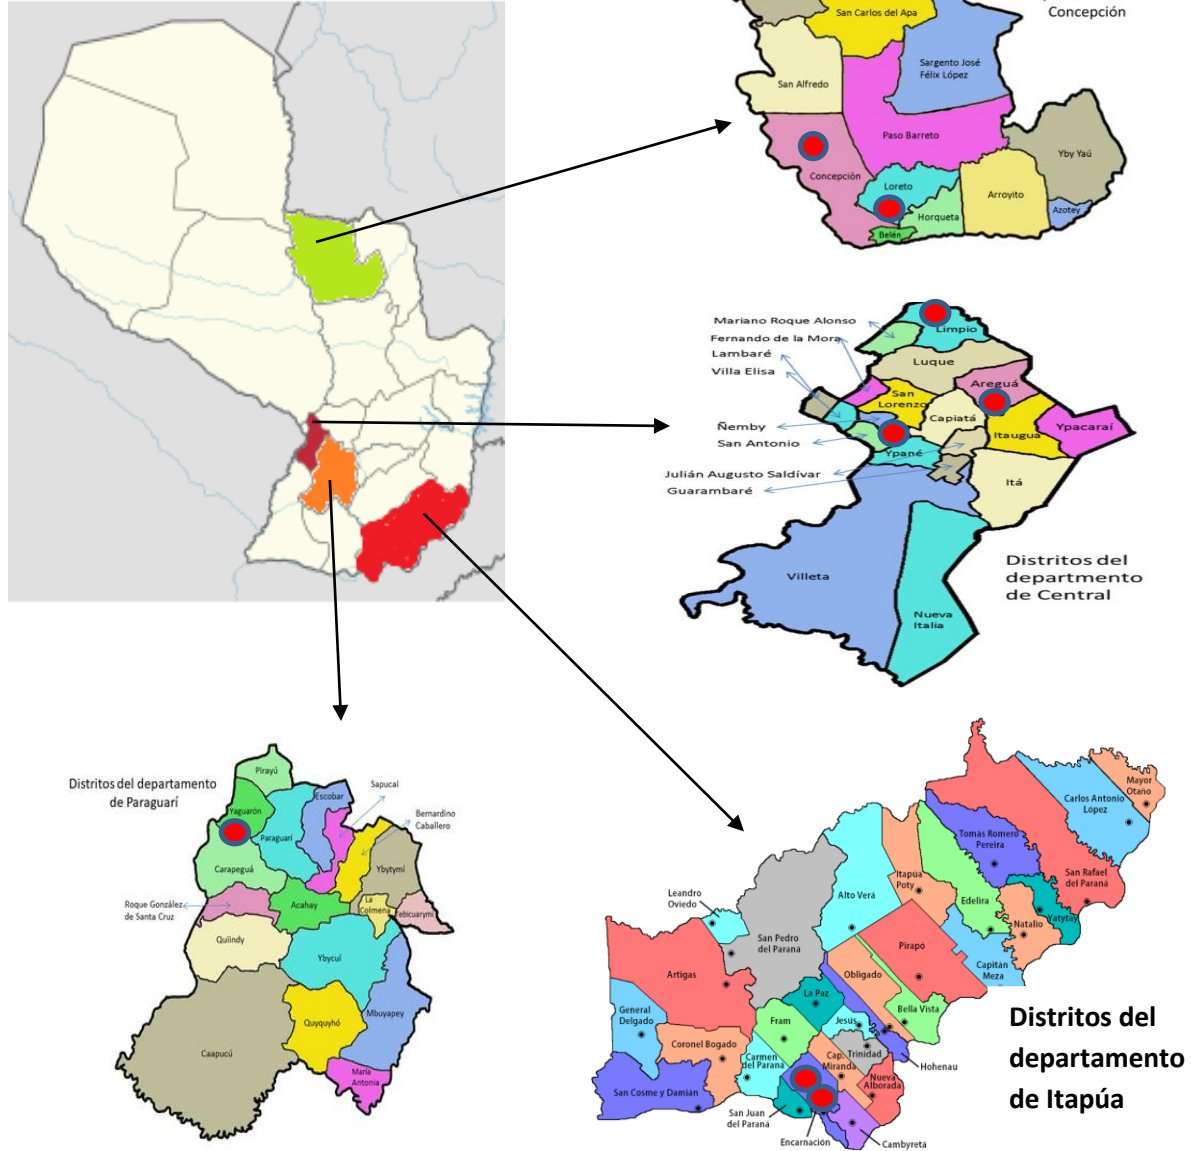 Concepción
San Carlos del Apa
Sargento José
Félix López
San Alfredo
Paso Barreto
Yby Yaú
Concepción
Loreto
Arroyito
Horqueta
Azotey
Belén
Mariano Roque Alonso
Limpio
Fernando de la Mora
Lambaré
Luque
Villa Elisa
Areguá
San
Lorenzo
Capiatá
Ñemby
Itaugua
Ypacaraí
San Antonio
Ypané
Julián Augusto Saldívar
Guarambaré
Itá
Villeta
Nueva
Italia
Distritos del
departmento
de Central
Distritos del departamento
de Paraguarí
Pirayú
Sapucai
Escobar
Yaguarón
Bernardino
Caballero
Paraguarí
Carapeguá
Ybytymí
Roque González
de Santa Cruz
Acahay
La
Colmena
Tebicuarymi
Quiindy
Ybycuí
Quyquyhó
Mbuyapey
Caapucú
María
Antonia
Mayor
Otaño
Carlos Antonio
López
Tomas Romero
Pereira
San Rafael
del Paraná
Itapúa
Poty
Alto Verá
Leandro
Oviedo
Edelira
Yatytay
Natalio
San Pedro
del Paraná
Pirapó
Artigas
Obligado
Capitán
Meza
La Paz
General
Delgado
Fram
Jesús
Bella Vista
Coronel Bogado
Carmen
del Paraná
Cap.
Miranda
Trinidad
Hohenau
Nueva
Alborada
San Cosme y Damián
San Juan
del Paraná
Encarnación
Cambyretá
Distritos del
departamento
de Itapúa